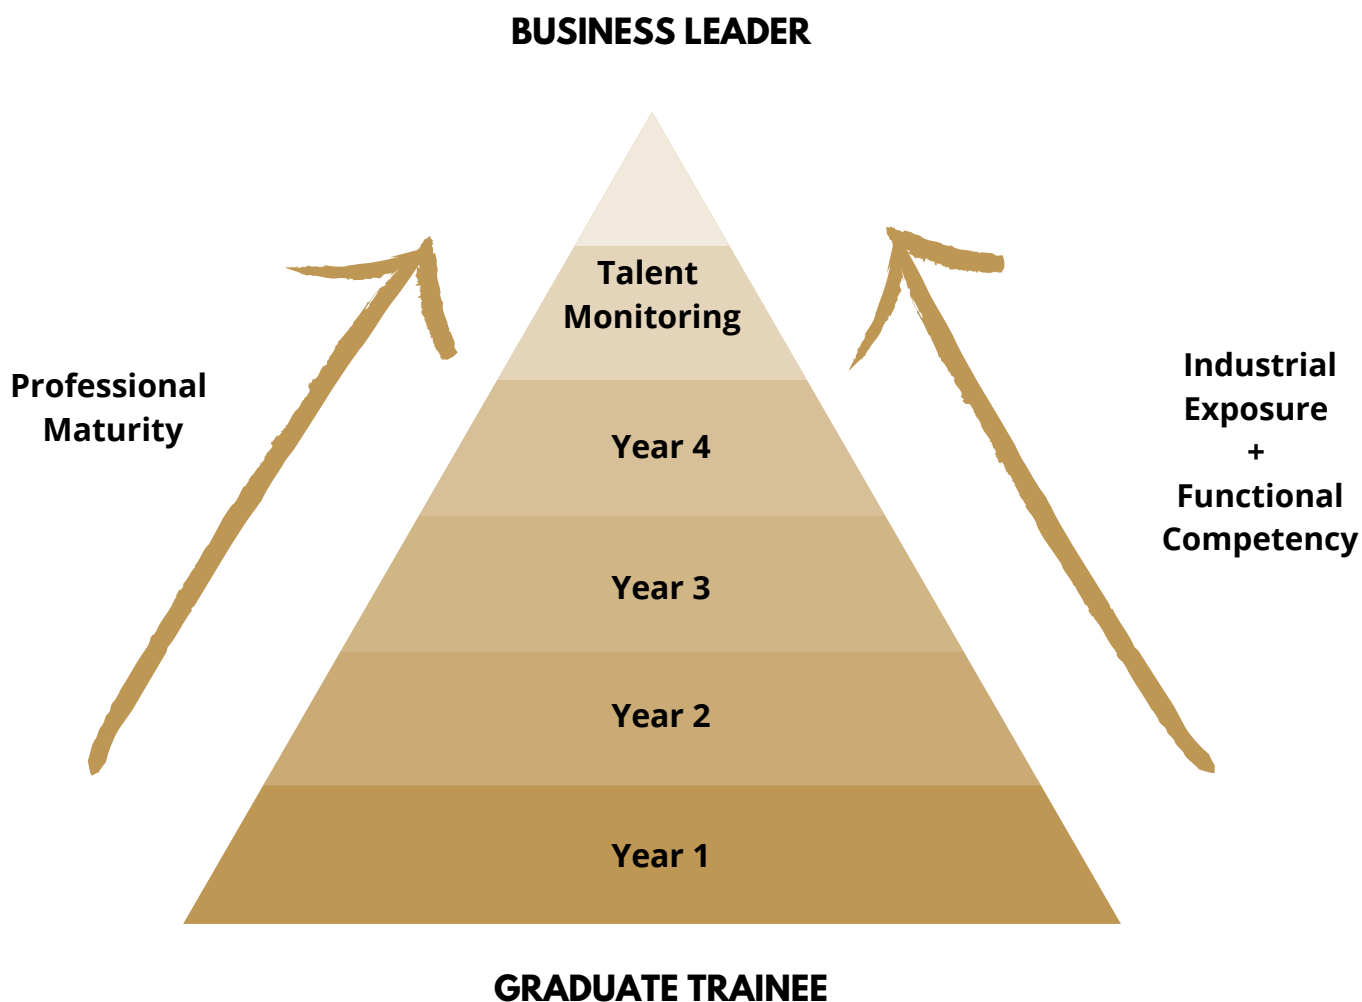 BUSINESS LEADER
Talent
Monitoring
Professional
Maturity
Industrial
Exposure
+
Functional
Competency
Year 4
Year 3
Year 2
Year 1
GRADUATE TRAINEE